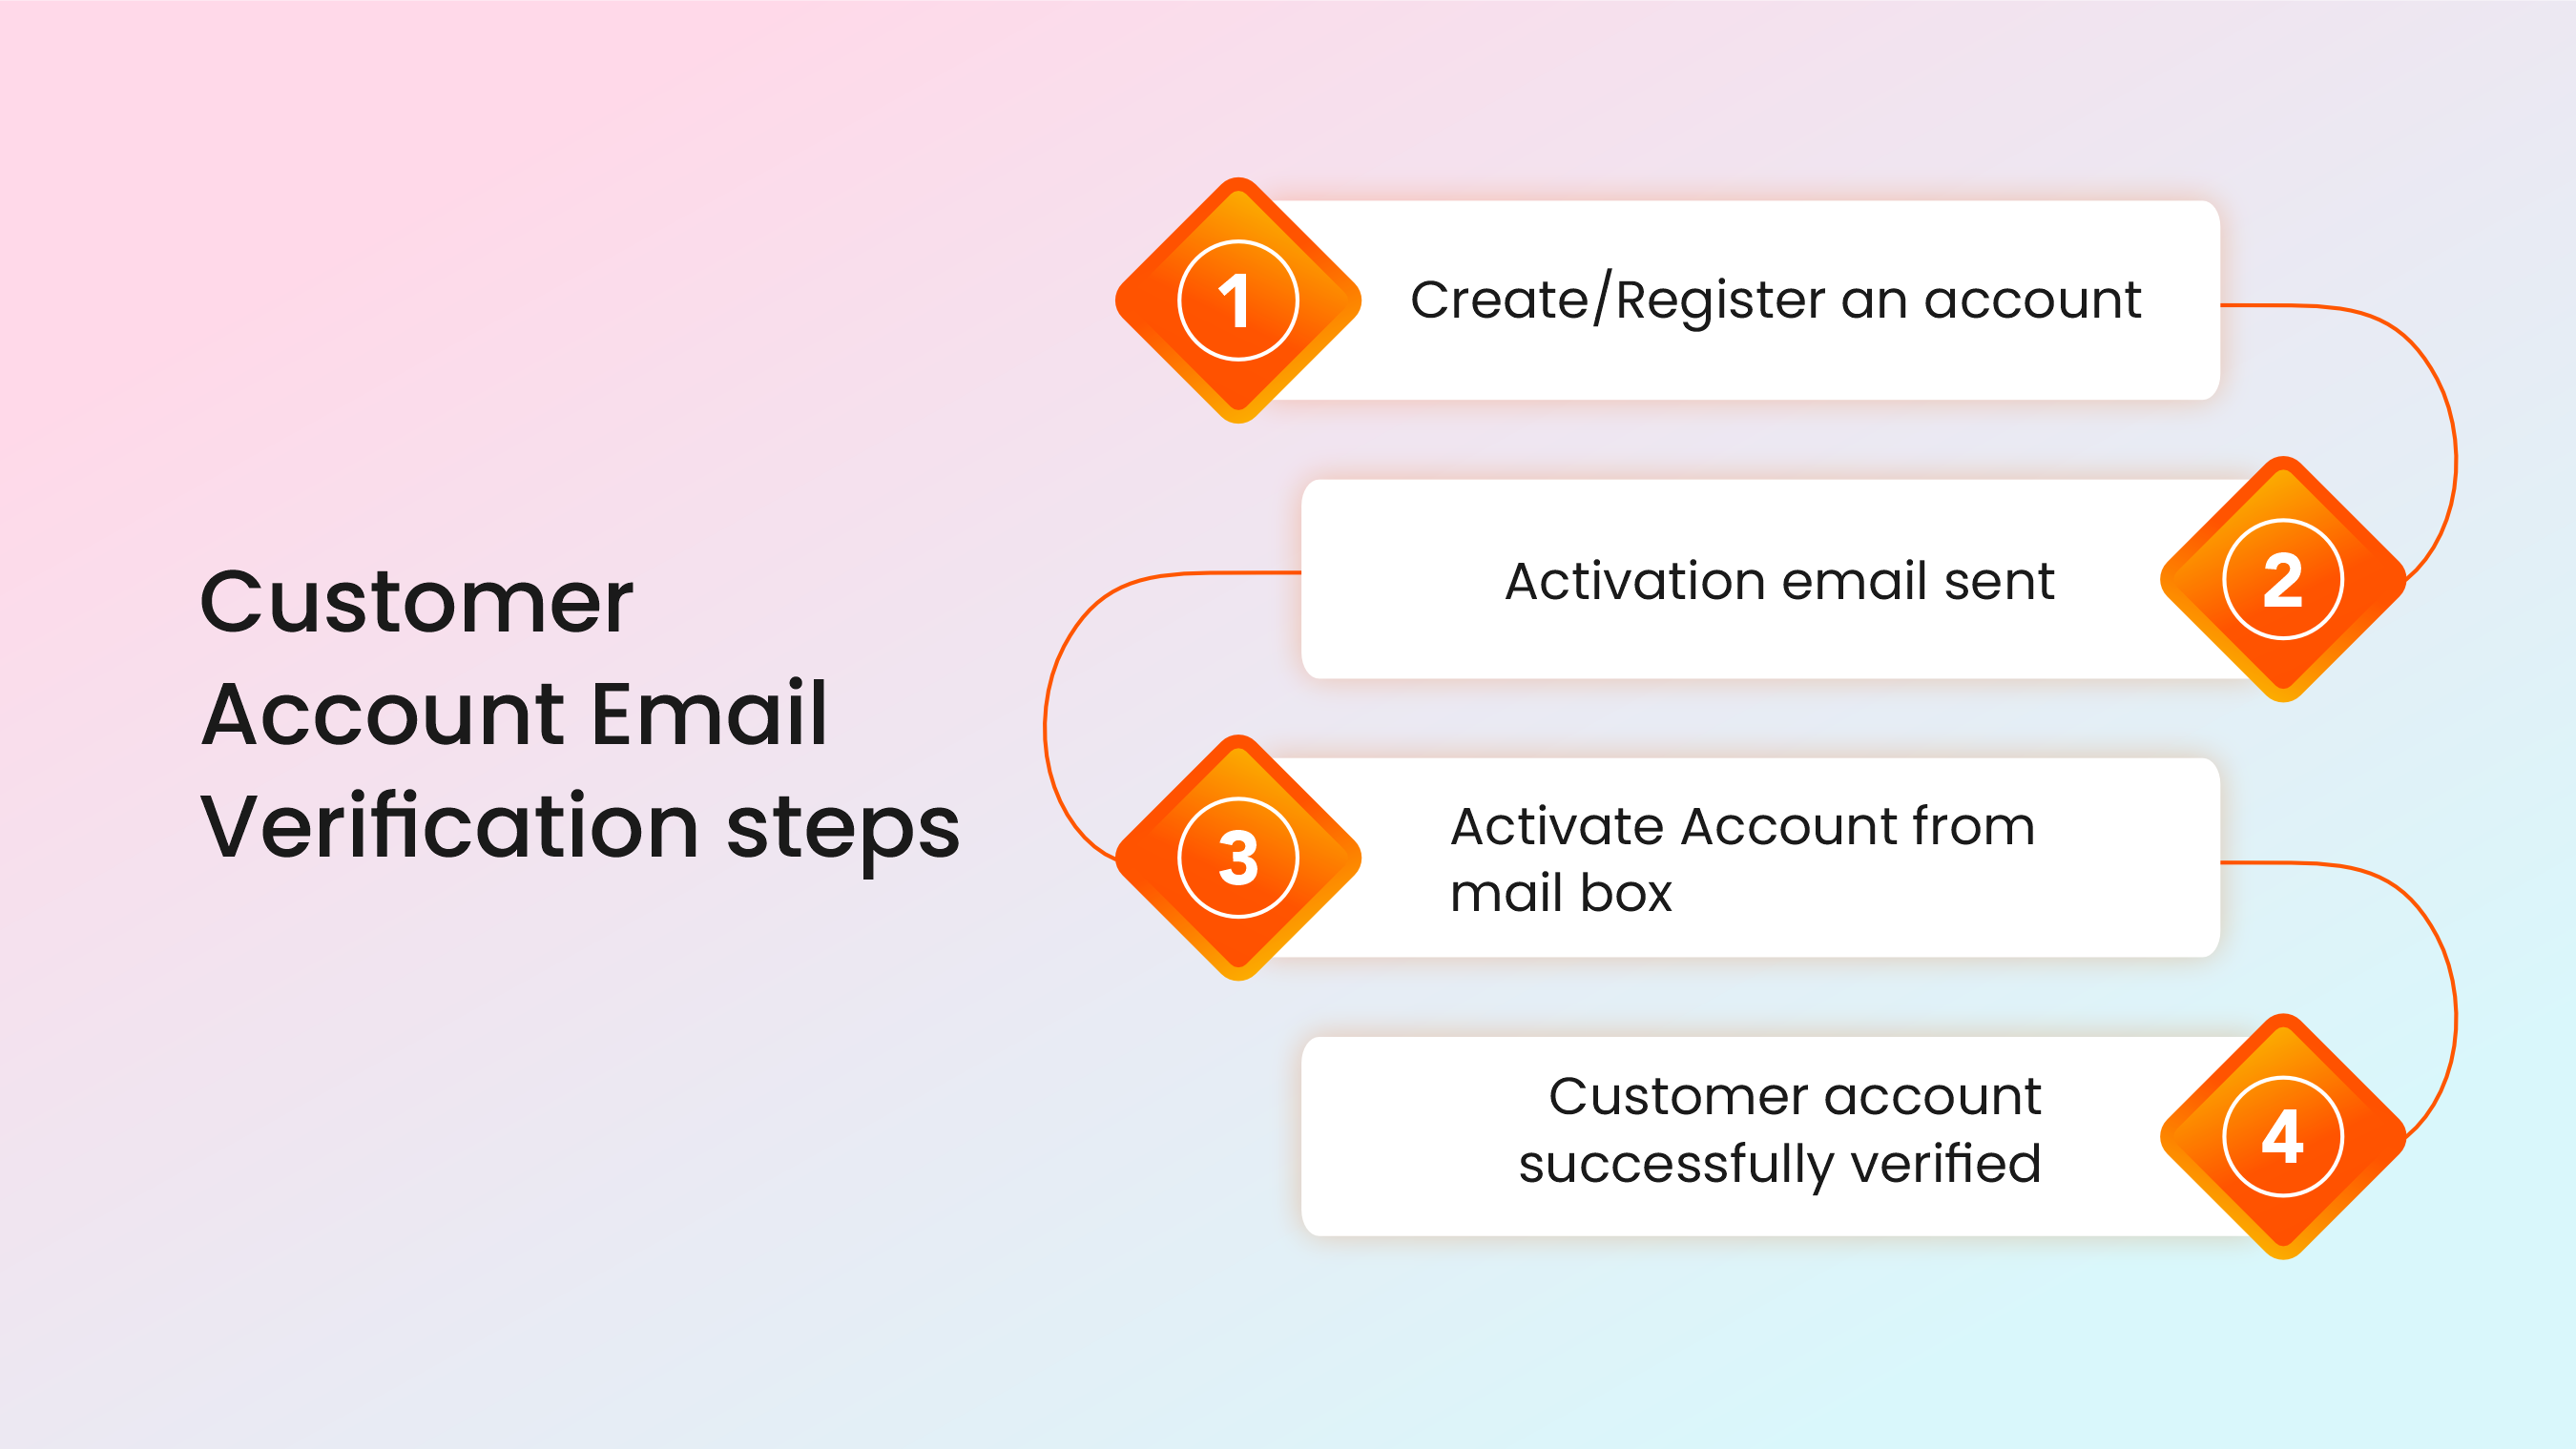 Customer
Account Email
Verification steps
1
Create/Register an account
Activation email sent
2
3
Activate Account from
mail box
Customer account
successfully verified
4